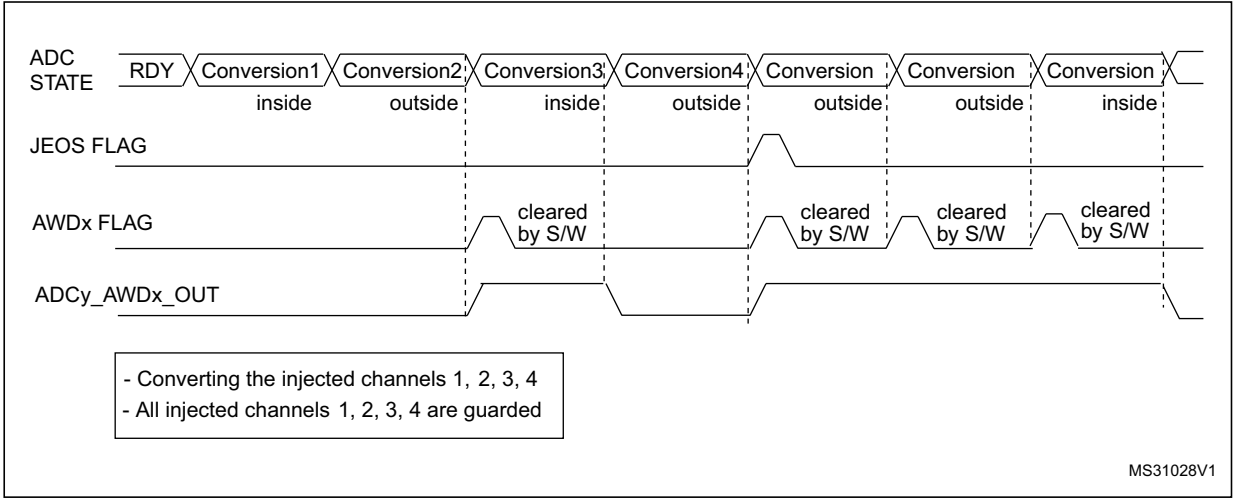 ADC
STATE
RDY Conversion1 Conversion2 Conversion3 Conversion4 Conversion Conversion Conversion
inside outside inside outside outside outside inside
JEOS FLAG
AWDx FLAG
cleared cleared cleared cleared
by S/W by S/W by S/W by S/W
ADCy_AWDx_OUT
- Converting the injected channels 1, 2, 3, 4
- All injected channels 1, 2, 3, 4 are guarded
MS31028V1